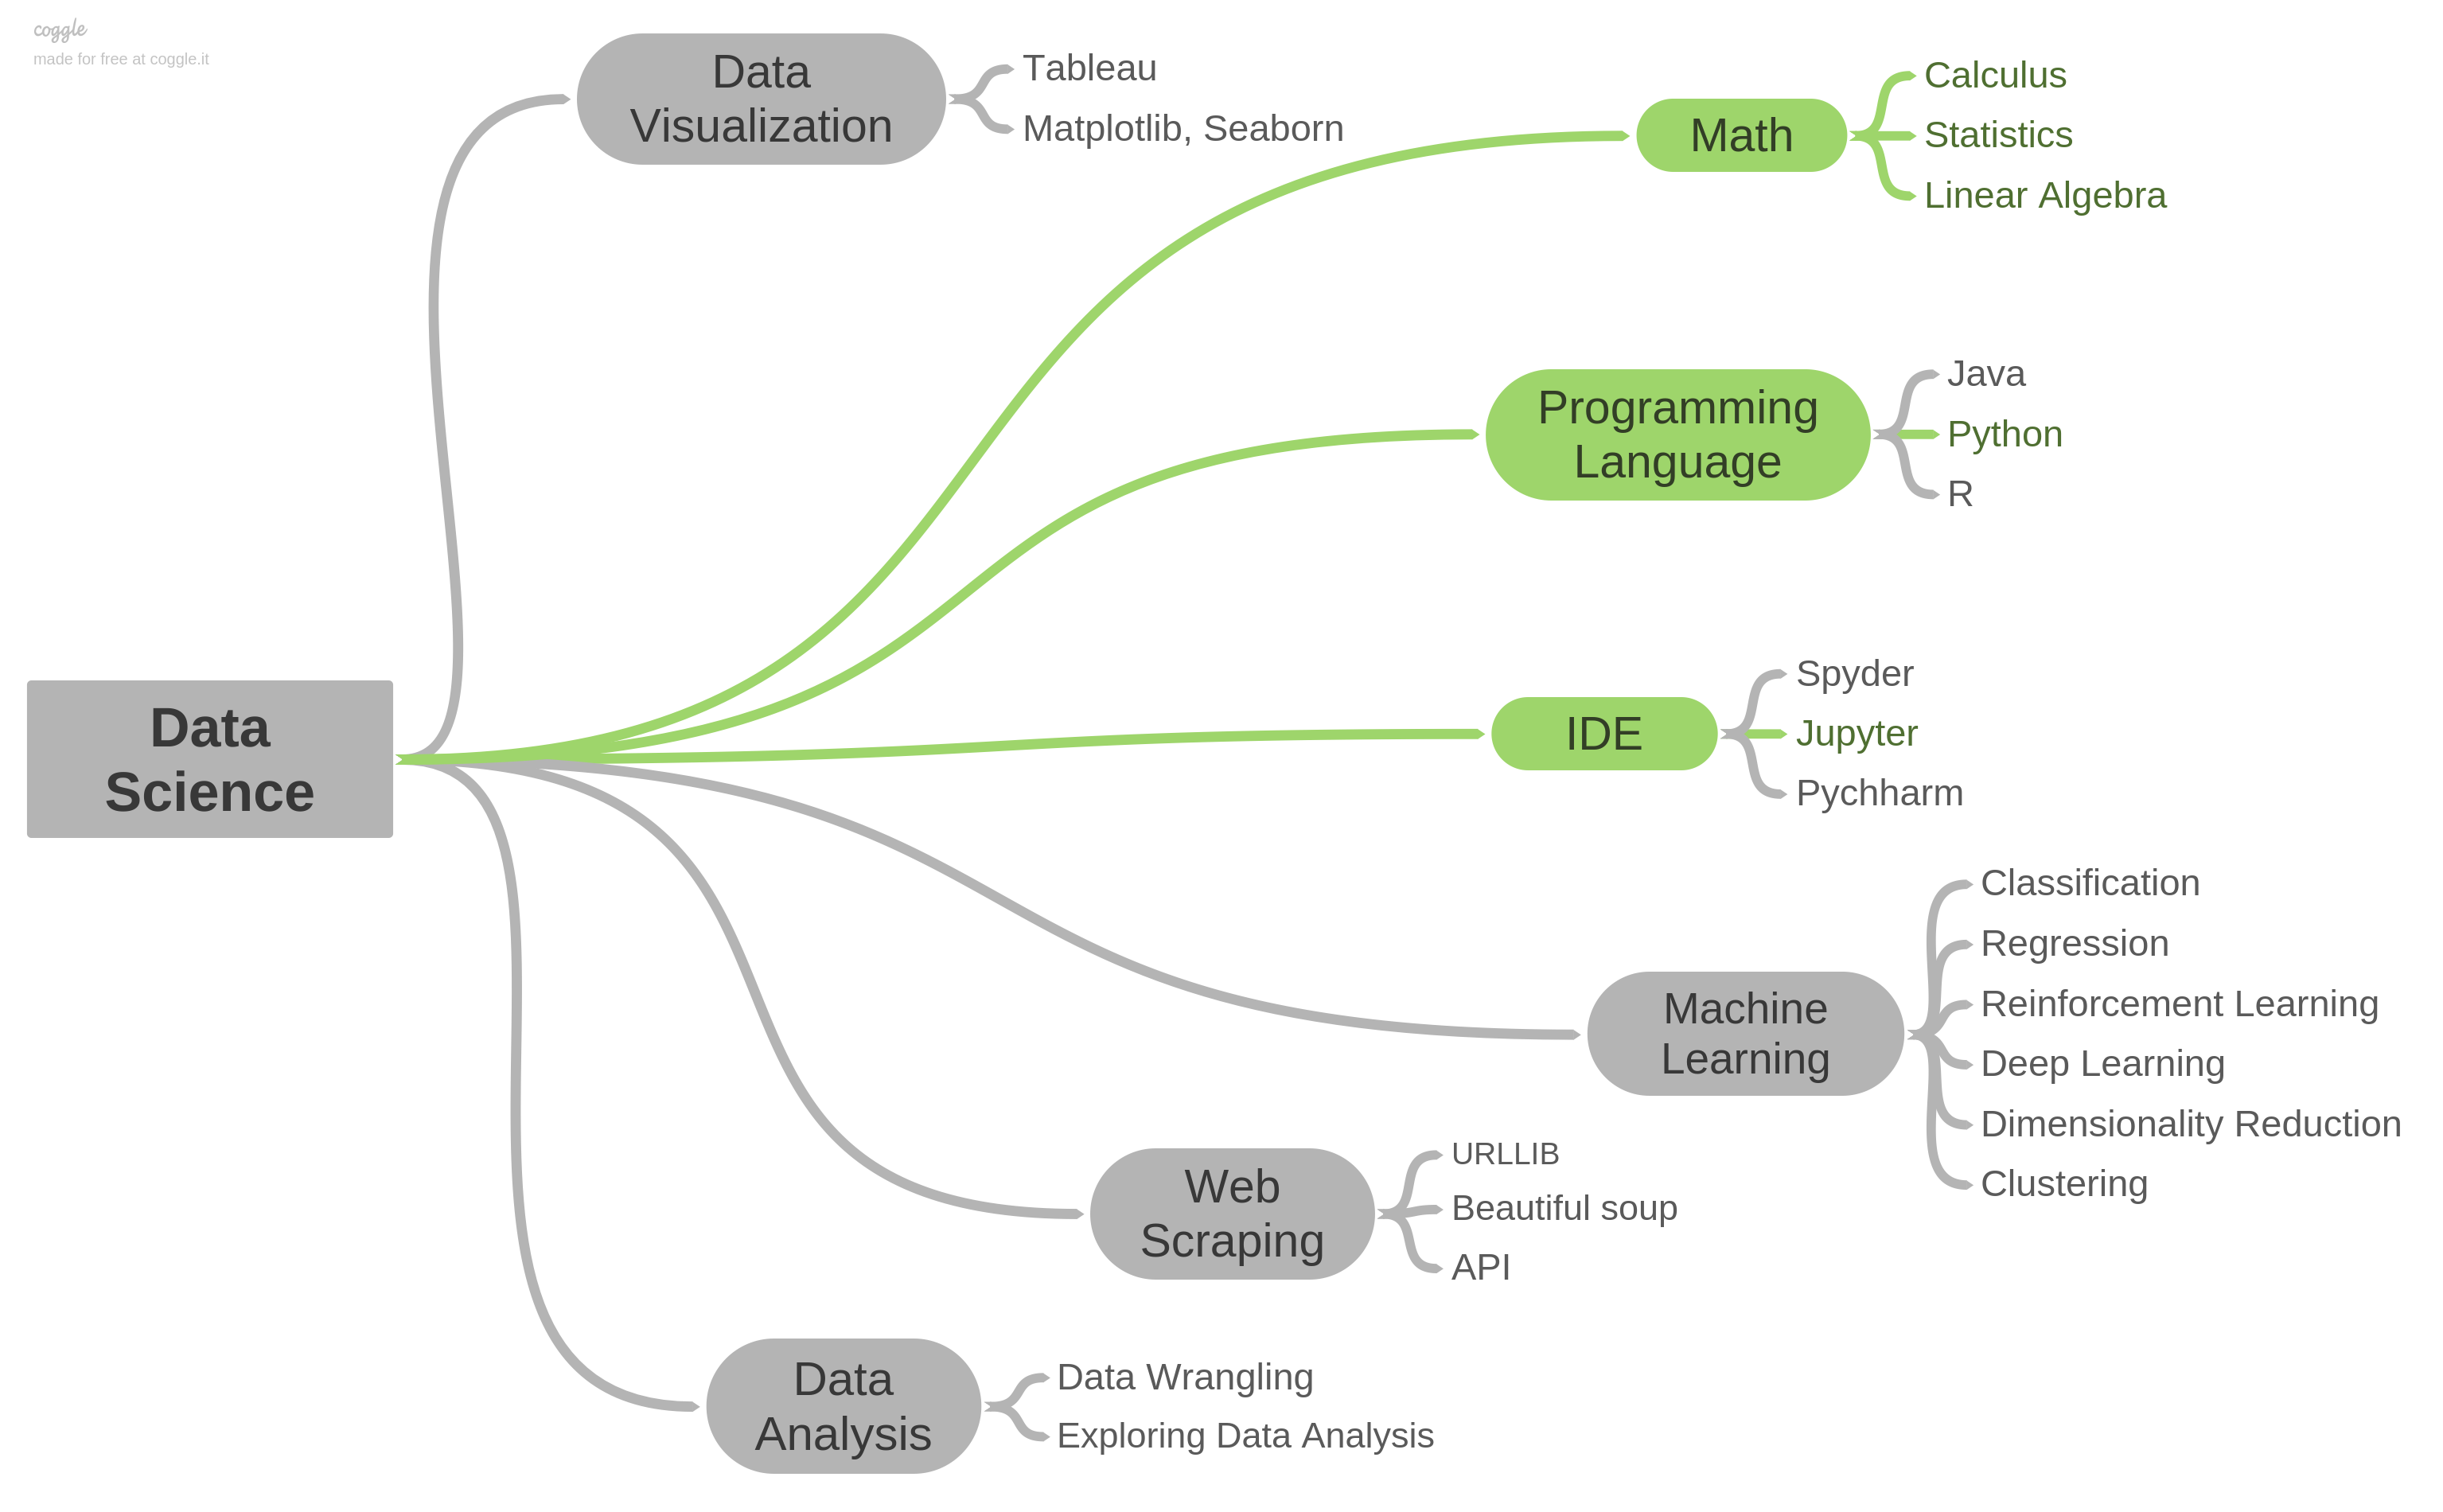 coggle
made for free at coggle.it
Data
Visualization
Tableau
Matplotlib, Seaborn
Math
Calculus
Statistics
Linear Algebra
Programming
Language
Java
Python
R
Data
Science
IDE
Spyder
Jupyter
Pychharm
Machine
Learning
Classification
Regression
Reinforcement Learning
Deep Learning
Dimensionality Reduction
Clustering
Web
Scraping
URLLIB
Beautiful soup
API
Data
Analysis
Data Wrangling
Exploring Data Analysis